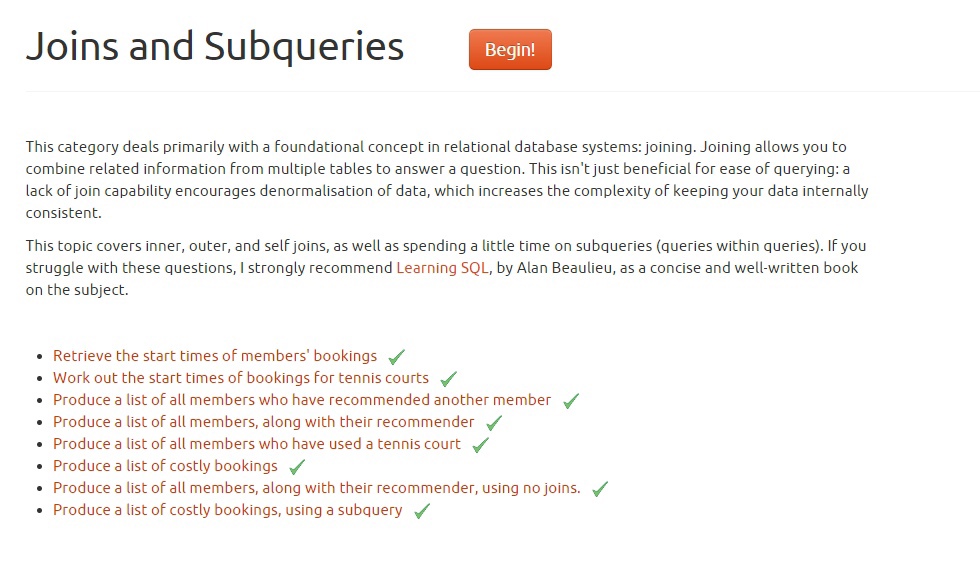 Joins and Subqueries
Begin!
This category deals primarily with a foundational concept in relational database systems: joining. Joining allows you to
combine related information from multiple tables to answer a question. This isn't just beneficial for ease of querying: a
lack of join capability encourages denormalisation of data, which increases the complexity of keeping your data internally
consistent.
This topic covers inner, outer, and self joins, as well as spending a little time on subqueries (queries within queries). If you
struggle with these questions, I strongly recommend Learning SQL, by Alan Beaulieu, as a concise and well-written book
on the subject.
Retrieve the start times of members' bookings
Work out the start times of bookings for tennis courts
Produce a list of all members who have recommended another member
Produce a list of all members, along with their recommender
Produce a list of all members who have used a tennis court
Produce a list of costly bookings
Produce a list of all members, along with their recommender, using no joins.
Produce a list of costly bookings, using a subquery